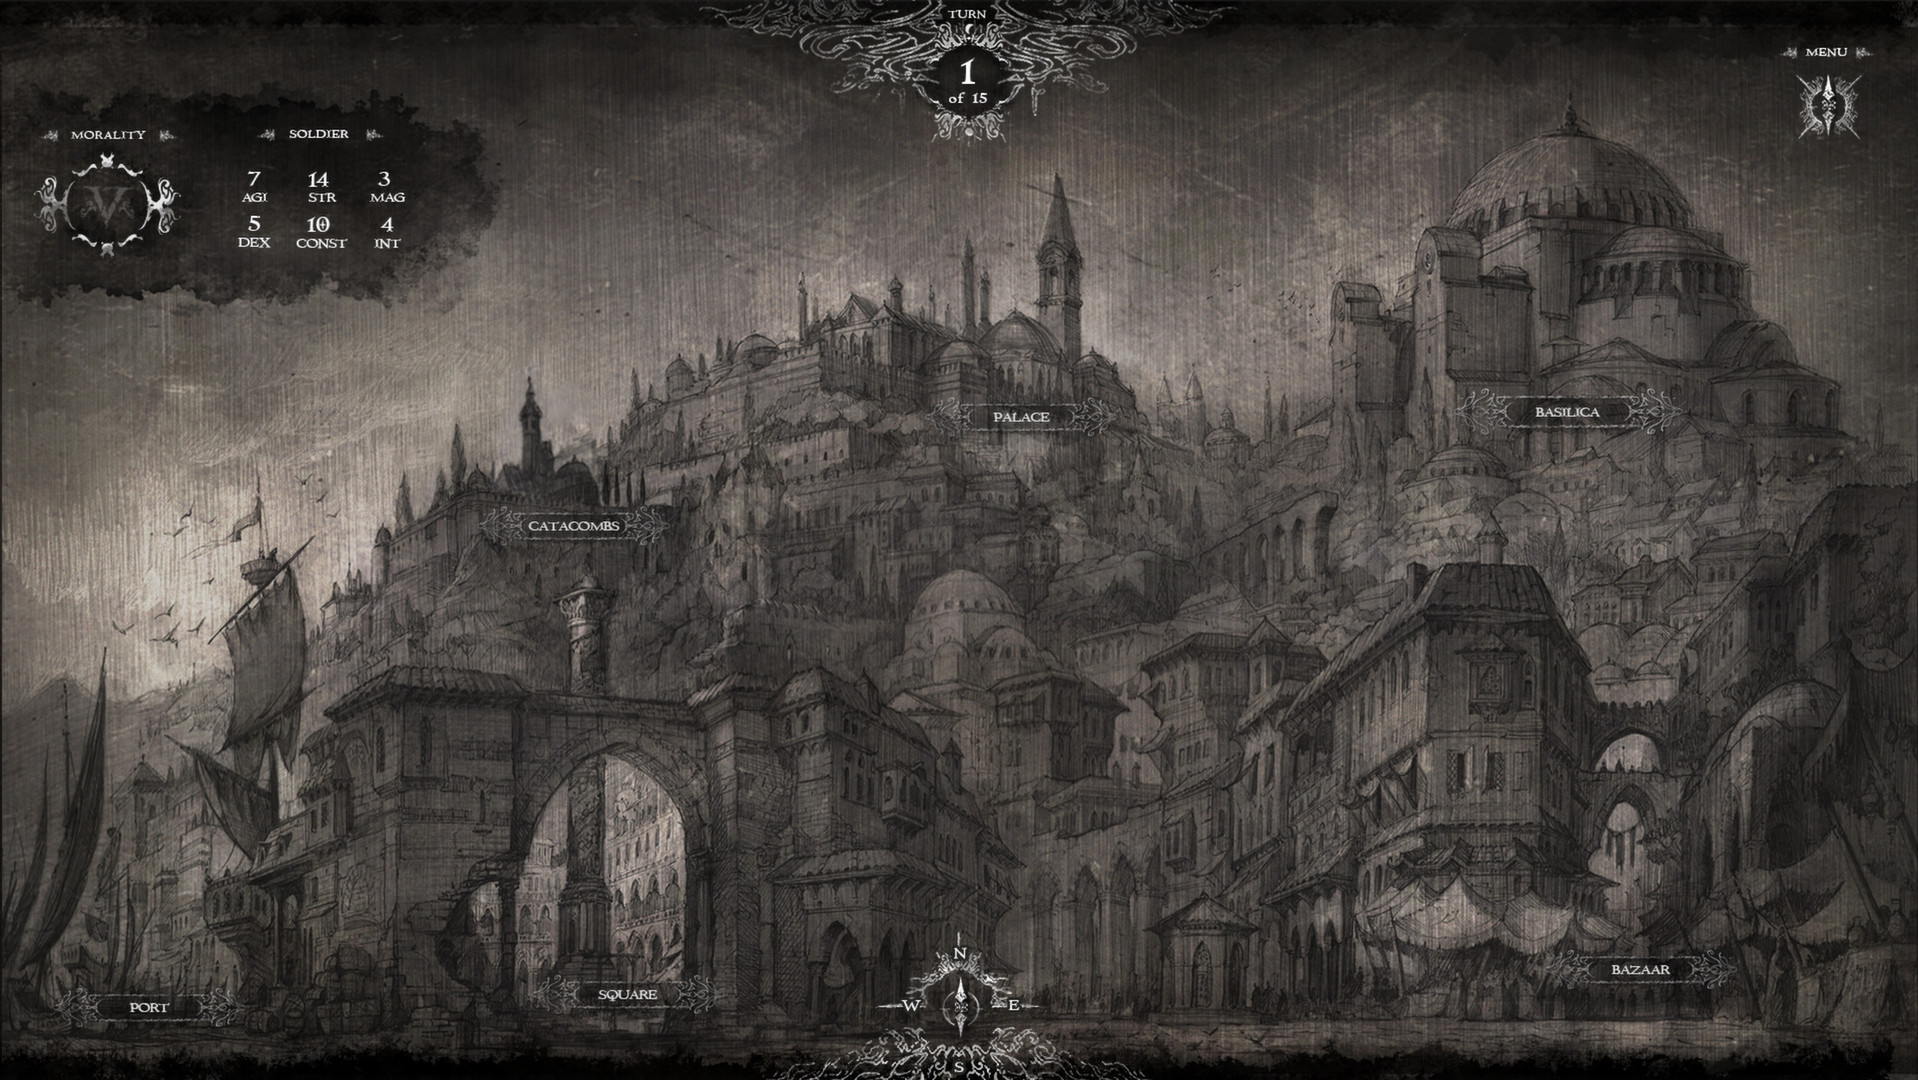 TURN
1
of 15
MENU
MORALITY
V
SOLDIER
7 14 3
AGI STR MAG
5 10 4
DEX CONST INT
PALACE
BASILICA
CATACOMBS
N
W E
S
BAZAAR
SQUARE
PORT